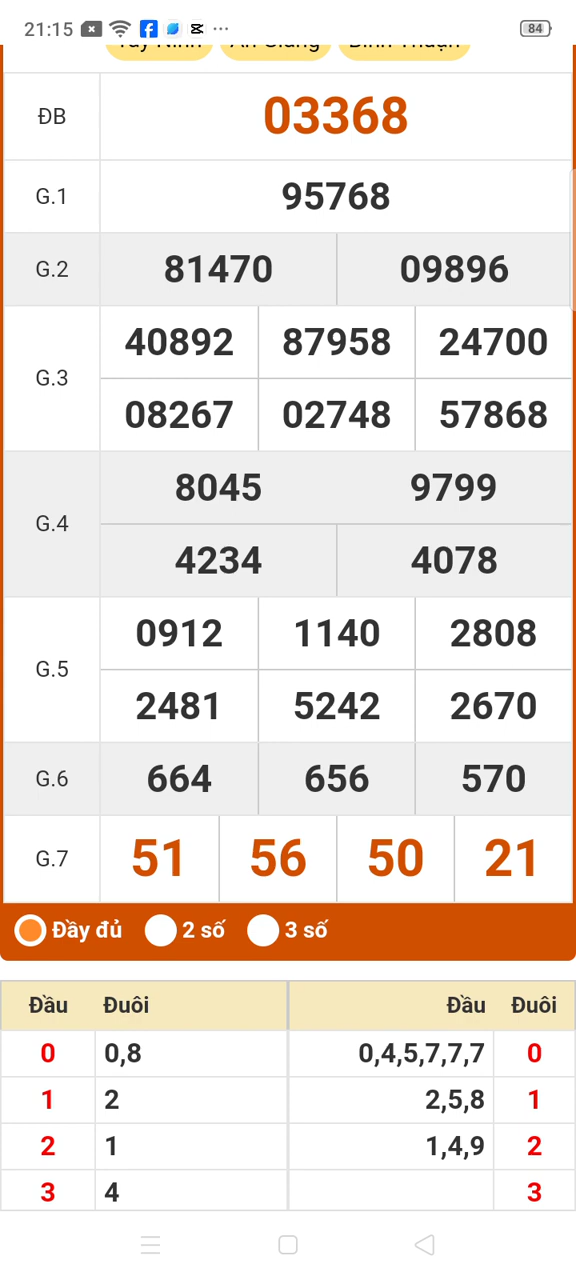 21:15 84
ĐB 03368
G.1 95768
G.2 81470 09896
G.3 40892 87958 24700
08267 02748 57868
G.4 8045 9799
4234 4078
G.5 0912 1140 2808
2481 5242 2670
G.6 664 656 570
G.7 51 56 50 21
Đầy đủ 2 số 3 số
Đầu Đuôi Đầu Đuôi
0 0,8 0,4,5,7,7,7 0
1 2 2,5,8 1
2 1 1,4,9 2
3 4 3